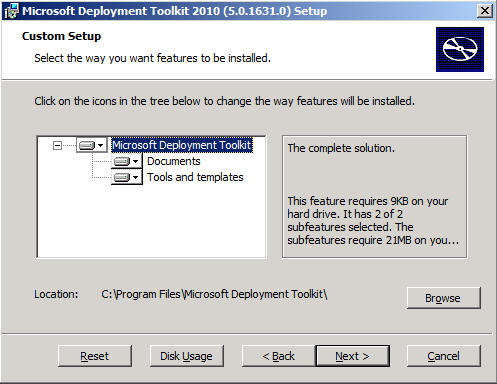 Microsoft Deployment Toolkit 2010 (5.0.1631.0) Setup
Custom Setup
Select the way you want features to be installed.
Click on the icons in the tree below to change the way features will be installed.
Microsoft Deployment Toolkit
Documents
Tools and templates
The complete solution.
This feature requires 9KB on your
hard drive. It has 2 of 2
subfeatures selected. The
subfeatures require 21MB on you...
Location: C:\Program Files\Microsoft Deployment Toolkit\
Browse
Reset Disk Usage < Back Next > Cancel